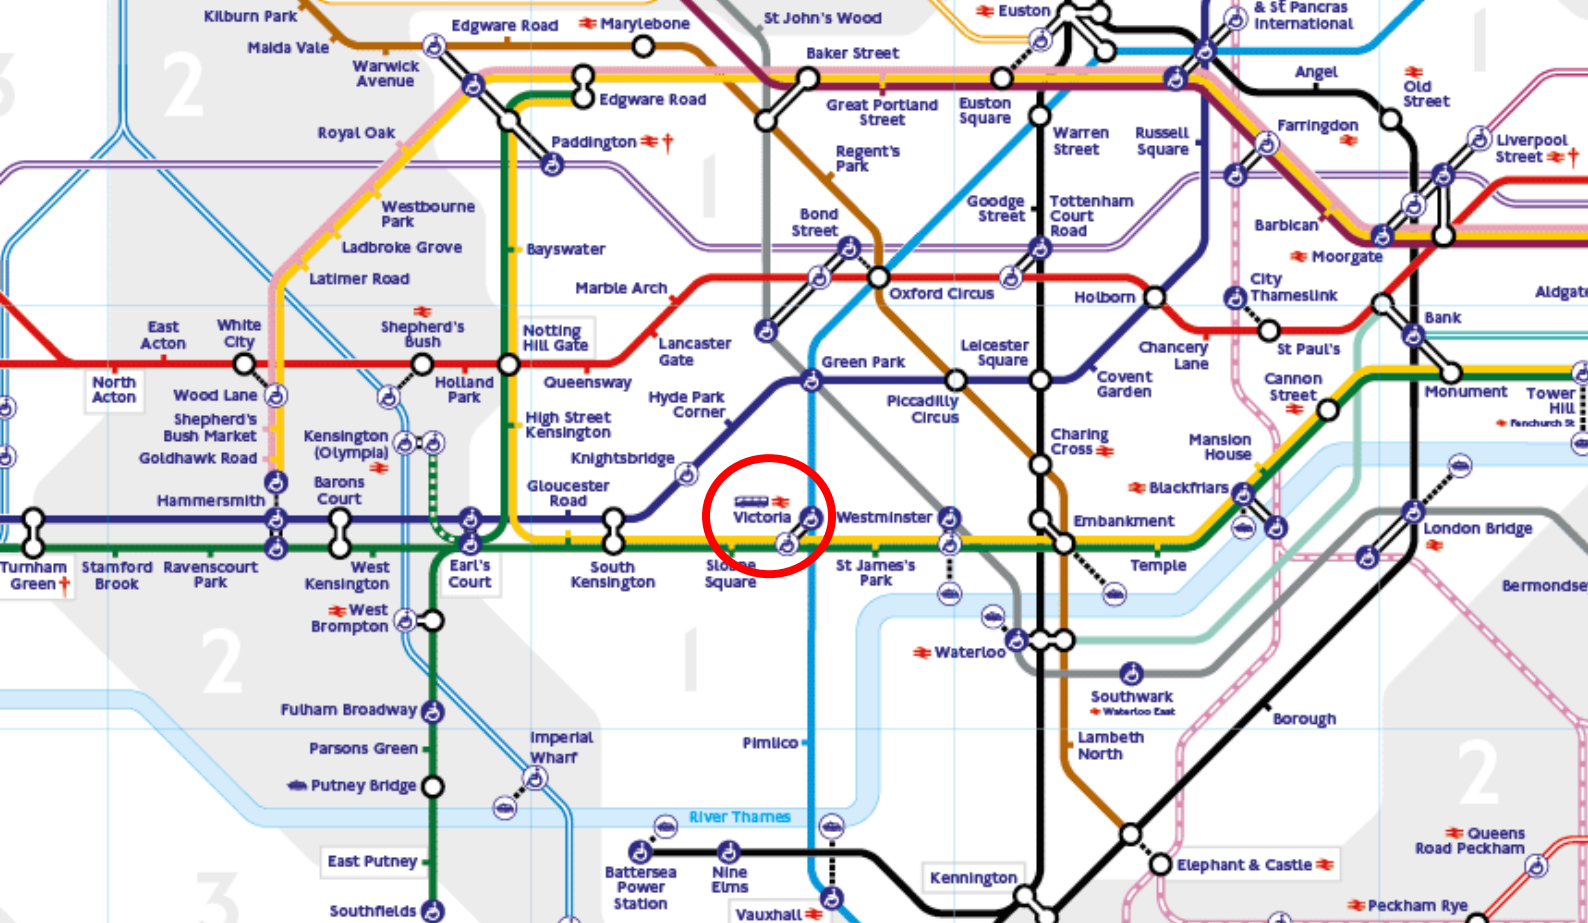 Kilburn Park
Maida Vale
Edgware Road
Marylebone
St John's Wood
Euston
& St Pancras
International
Warwick
Avenue
Baker Street
Edgware Road
Great Portland
Street
Euston
Square
Angel
Old
Street
Royal Oak
Paddington
Regent's
Park
Warren
Street
Russell
Square
Farringdon
Liverpool
Street
Westbourne
Park
Ladbroke Grove
Latimer Road
Bayswater
Bond
Street
Goodge
Street
Tottenham
Court
Road
Barbican
Moorgate
Marble Arch
Oxford Circus
Holborn
City
Thameslink
Aldgate
East
Acton
White
City
Shepherd's
Bush
Notting
Hill Gate
Lancaster
Gate
Green Park
Leicester
Square
Chancery
Lane
St Paul's
Bank
North
Acton
Wood Lane
Holland
Park
Queensway
Hyde Park
Corner
Piccadilly
Circus
Covent
Garden
Cannon
Street
Monument
Tower
Hill
Fenchurch St
Shepherd's
Bush Market
Goldhawk Road
Kensington
(Olympia)
High Street
Kensington
Knightsbridge
Charing
Cross
Mansion
House
Hammersmith
Barons
Court
Gloucester
Road
Victoria
Westminster
Embankment
Blackfriars
London Bridge
Turnham
Green
Stamford
Brook
Ravenscourt
Park
West
Kensington
Earl's
Court
South
Kensington
Sloane
Square
St James's
Park
Temple
Bermondsey
West
Brompton
Waterloo
Southwark
Waterloo East
Borough
Fulham Broadway
Parsons Green
Putney Bridge
Imperial
Wharf
Pimlico
Lambeth
North
River Thames
East Putney
Southfields
Battersea
Power
Station
Nine
Elms
Vauxhall
Kennington
Elephant & Castle
Queens
Road Peckham
Peckham Rye
3
2
1
1
2
1
2
3